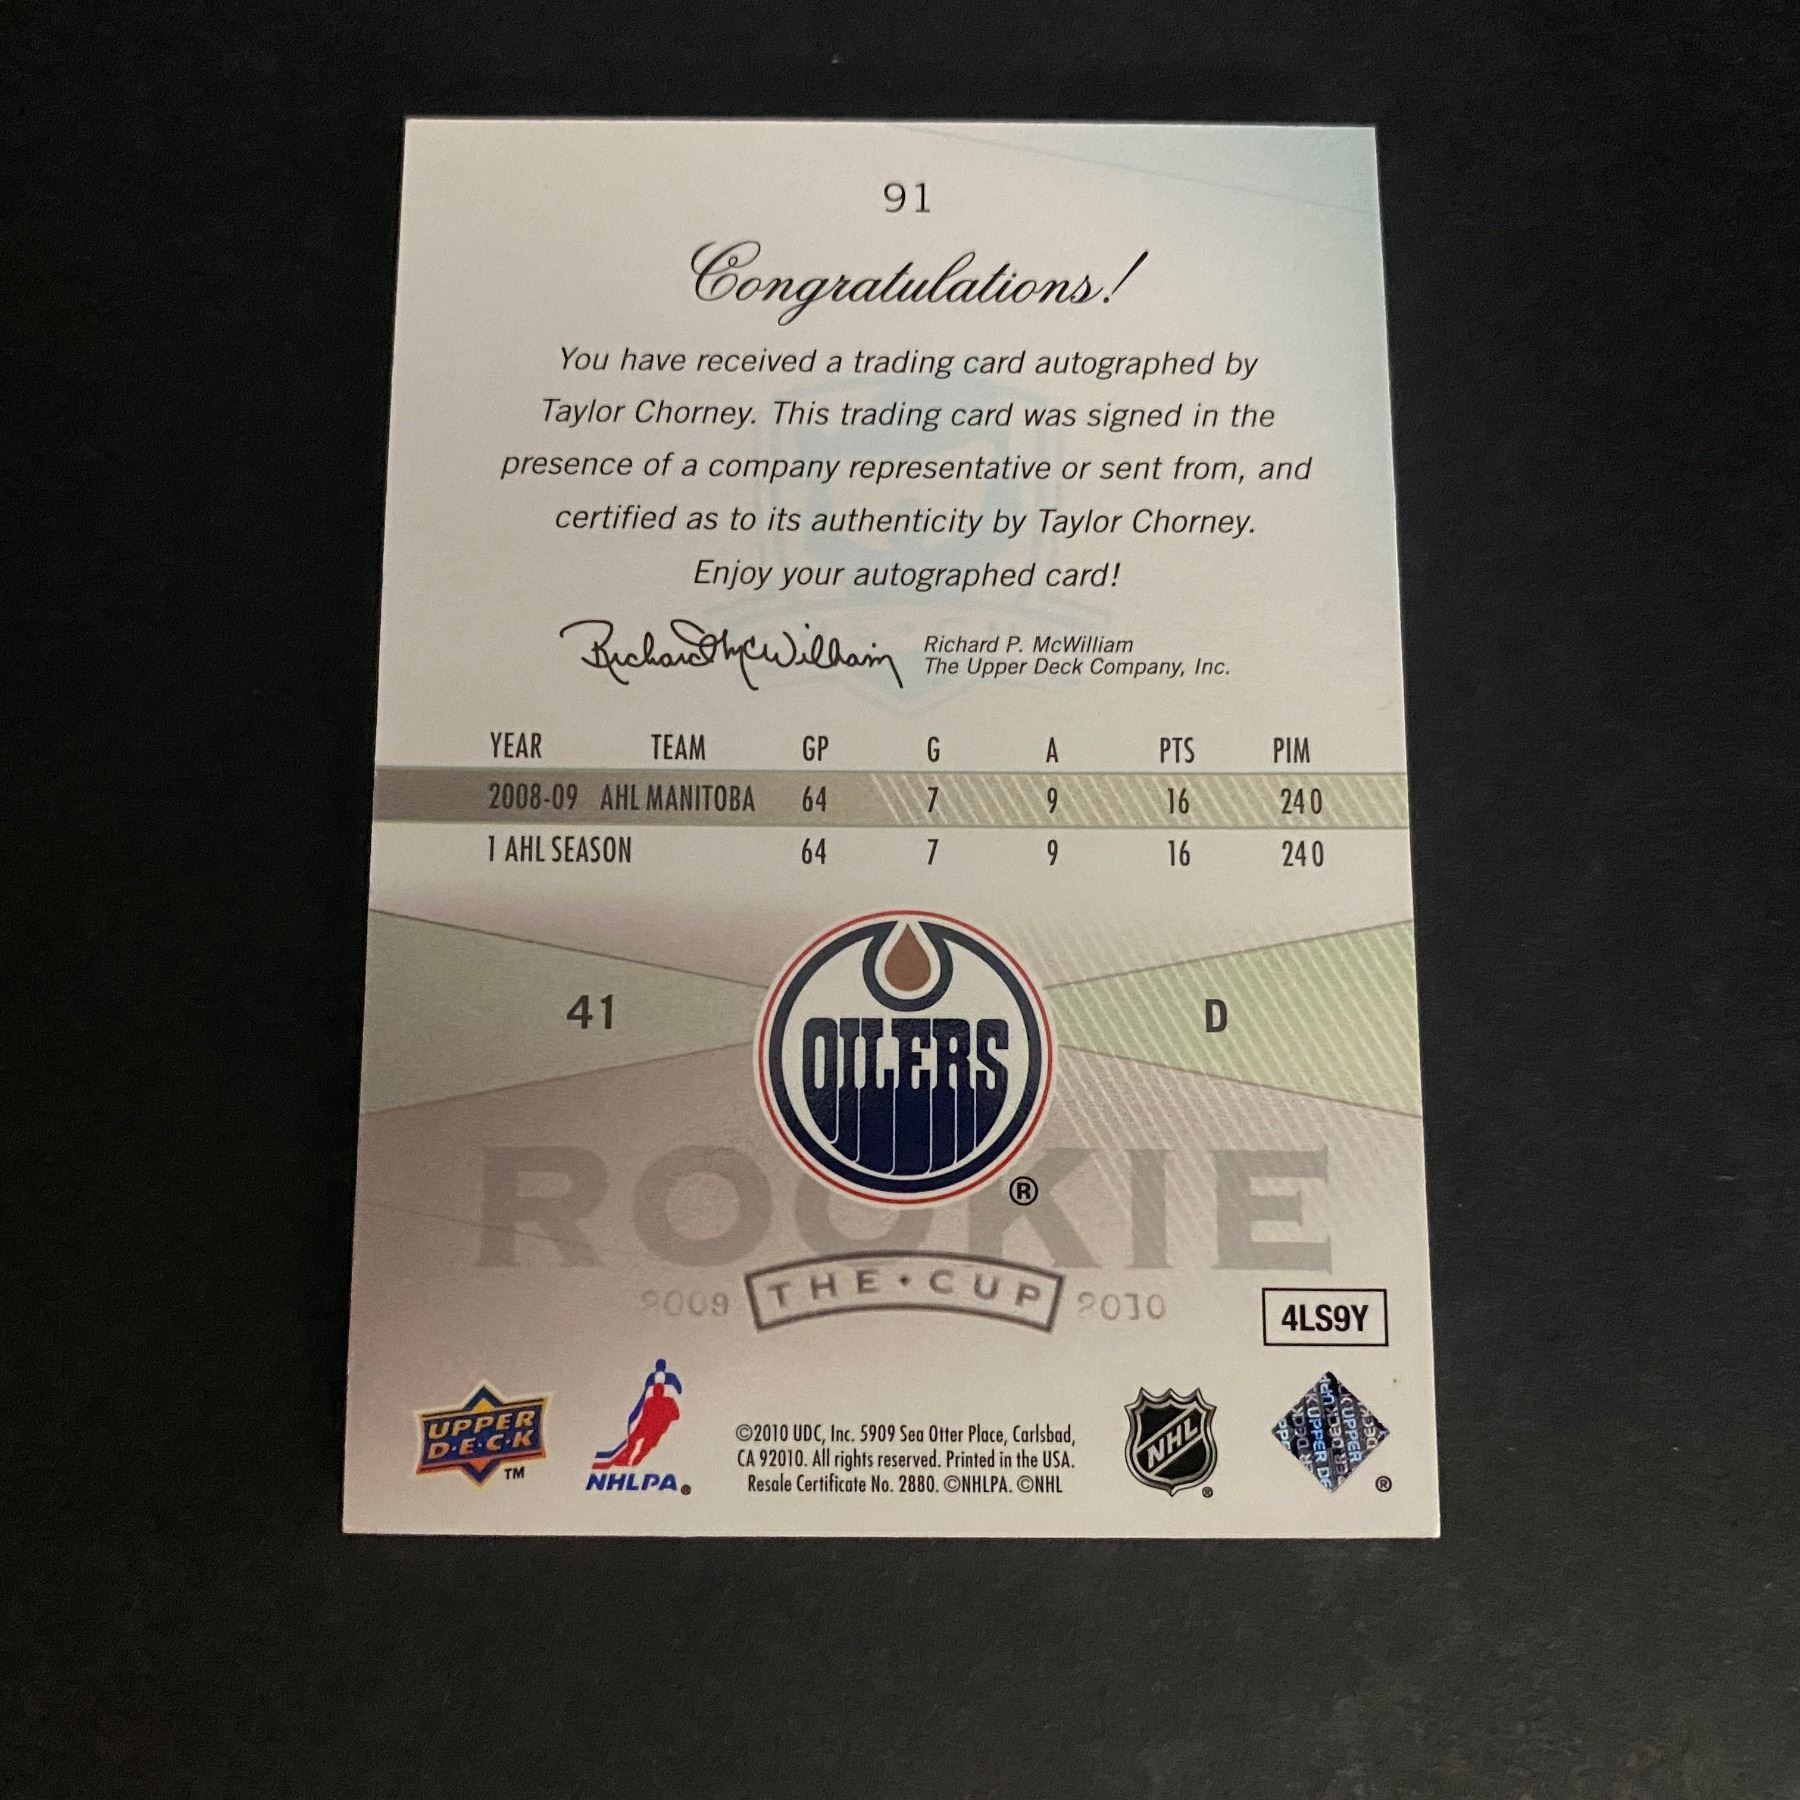 91
Congratulations!
You have received a trading card autographed by
Taylor Chorney. This trading card was signed in the
presence of a company representative or sent from, and
certified as to its authenticity by Taylor Chorney.
Enjoy your autographed card!
Richard McWilliam
Richard P. McWilliam
The Upper Deck Company, Inc.
YEAR TEAM GP G A PTS PIM
2008-09 AHL MANITOBA 64 7 9 16 240
1 AHL SEASON 64 7 9 16 240
41 OILERS D
®
ROOKIE
2009 THE·CUP 2010
4LS9Y
UPPER
D·E·C·K
TM
NHLPA®
©2010 UDC, Inc. 5909 Sea Otter Place, Carlsbad,
CA 92010. All rights reserved. Printed in the USA.
Resale Certificate No. 2880. ©NHLPA. ©NHL
NHL
®
UPPER DECK
®